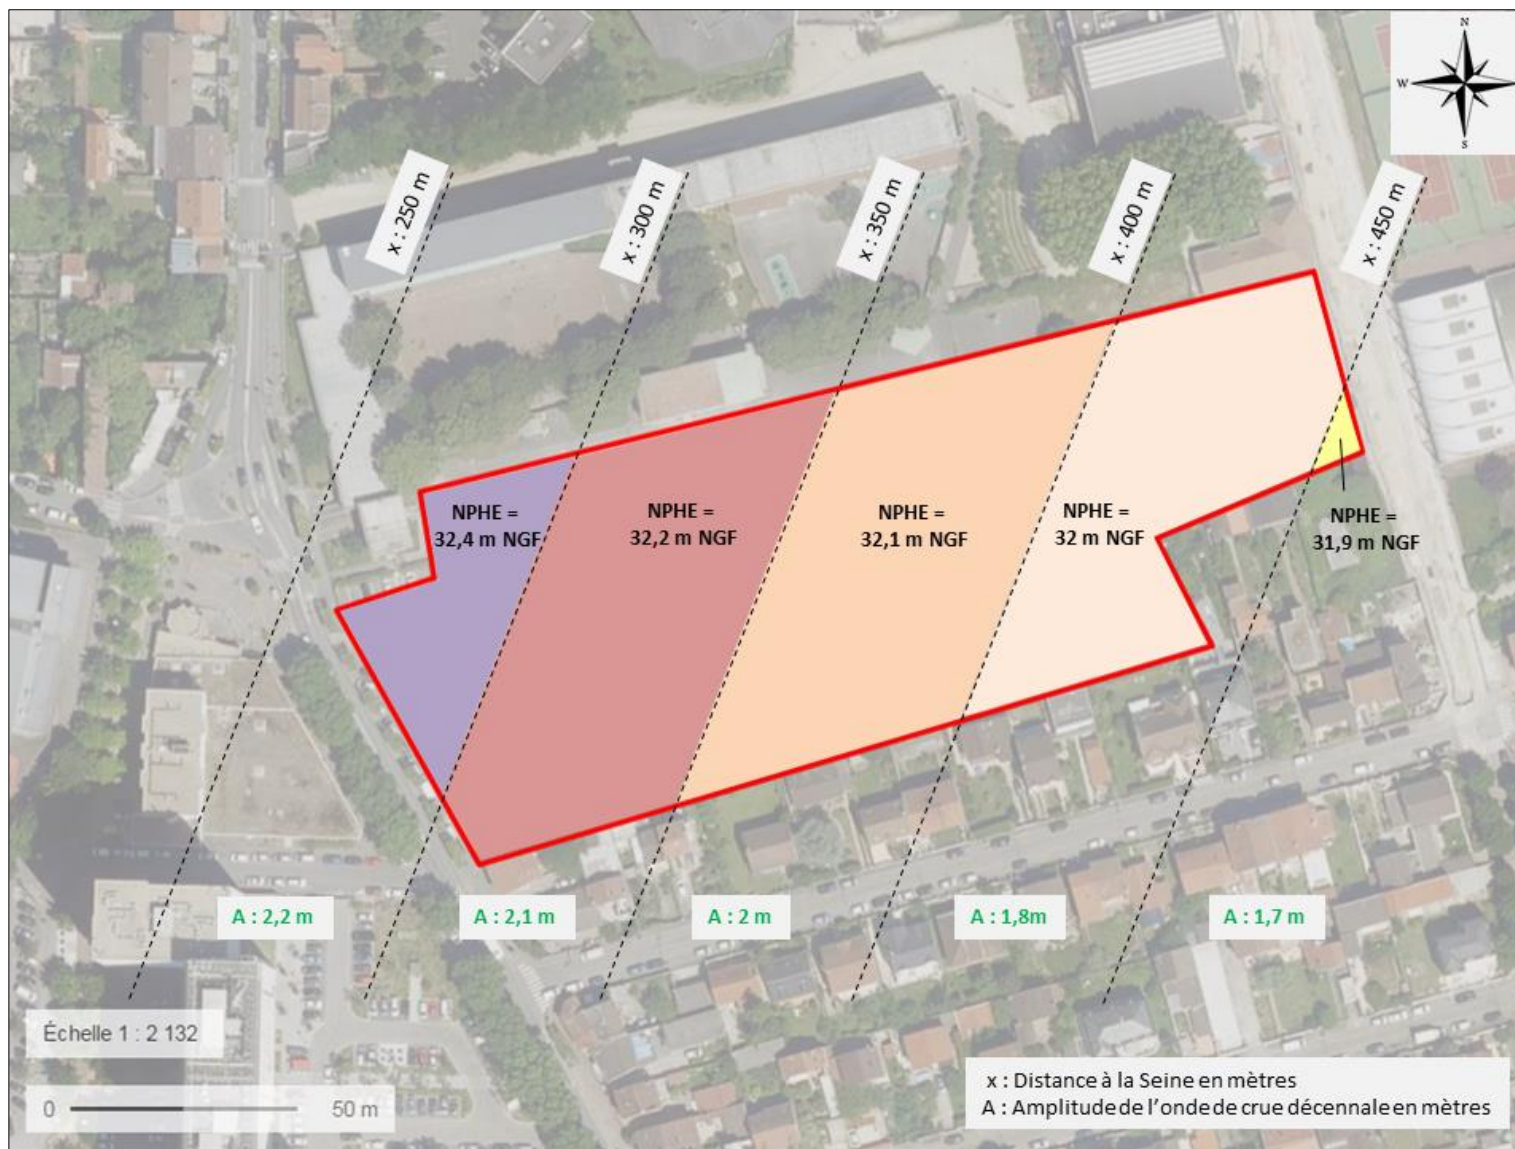 N
W
S
x : 250 m
x : 300 m
x : 350 m
x : 400 m
x : 450 m
NPHE =
32,4 m NGF
NPHE =
32,2 m NGF
NPHE =
32,1 m NGF
NPHE =
32 m NGF
NPHE =
31,9 m NGF
A : 2,2 m
A : 2,1 m
A : 2 m
A : 1,8m
A : 1,7 m
Échelle 1 : 2 132
0 50 m
x : Distance à la Seine en mètres
A : Amplitude de l'onde de crue décennale en mètres